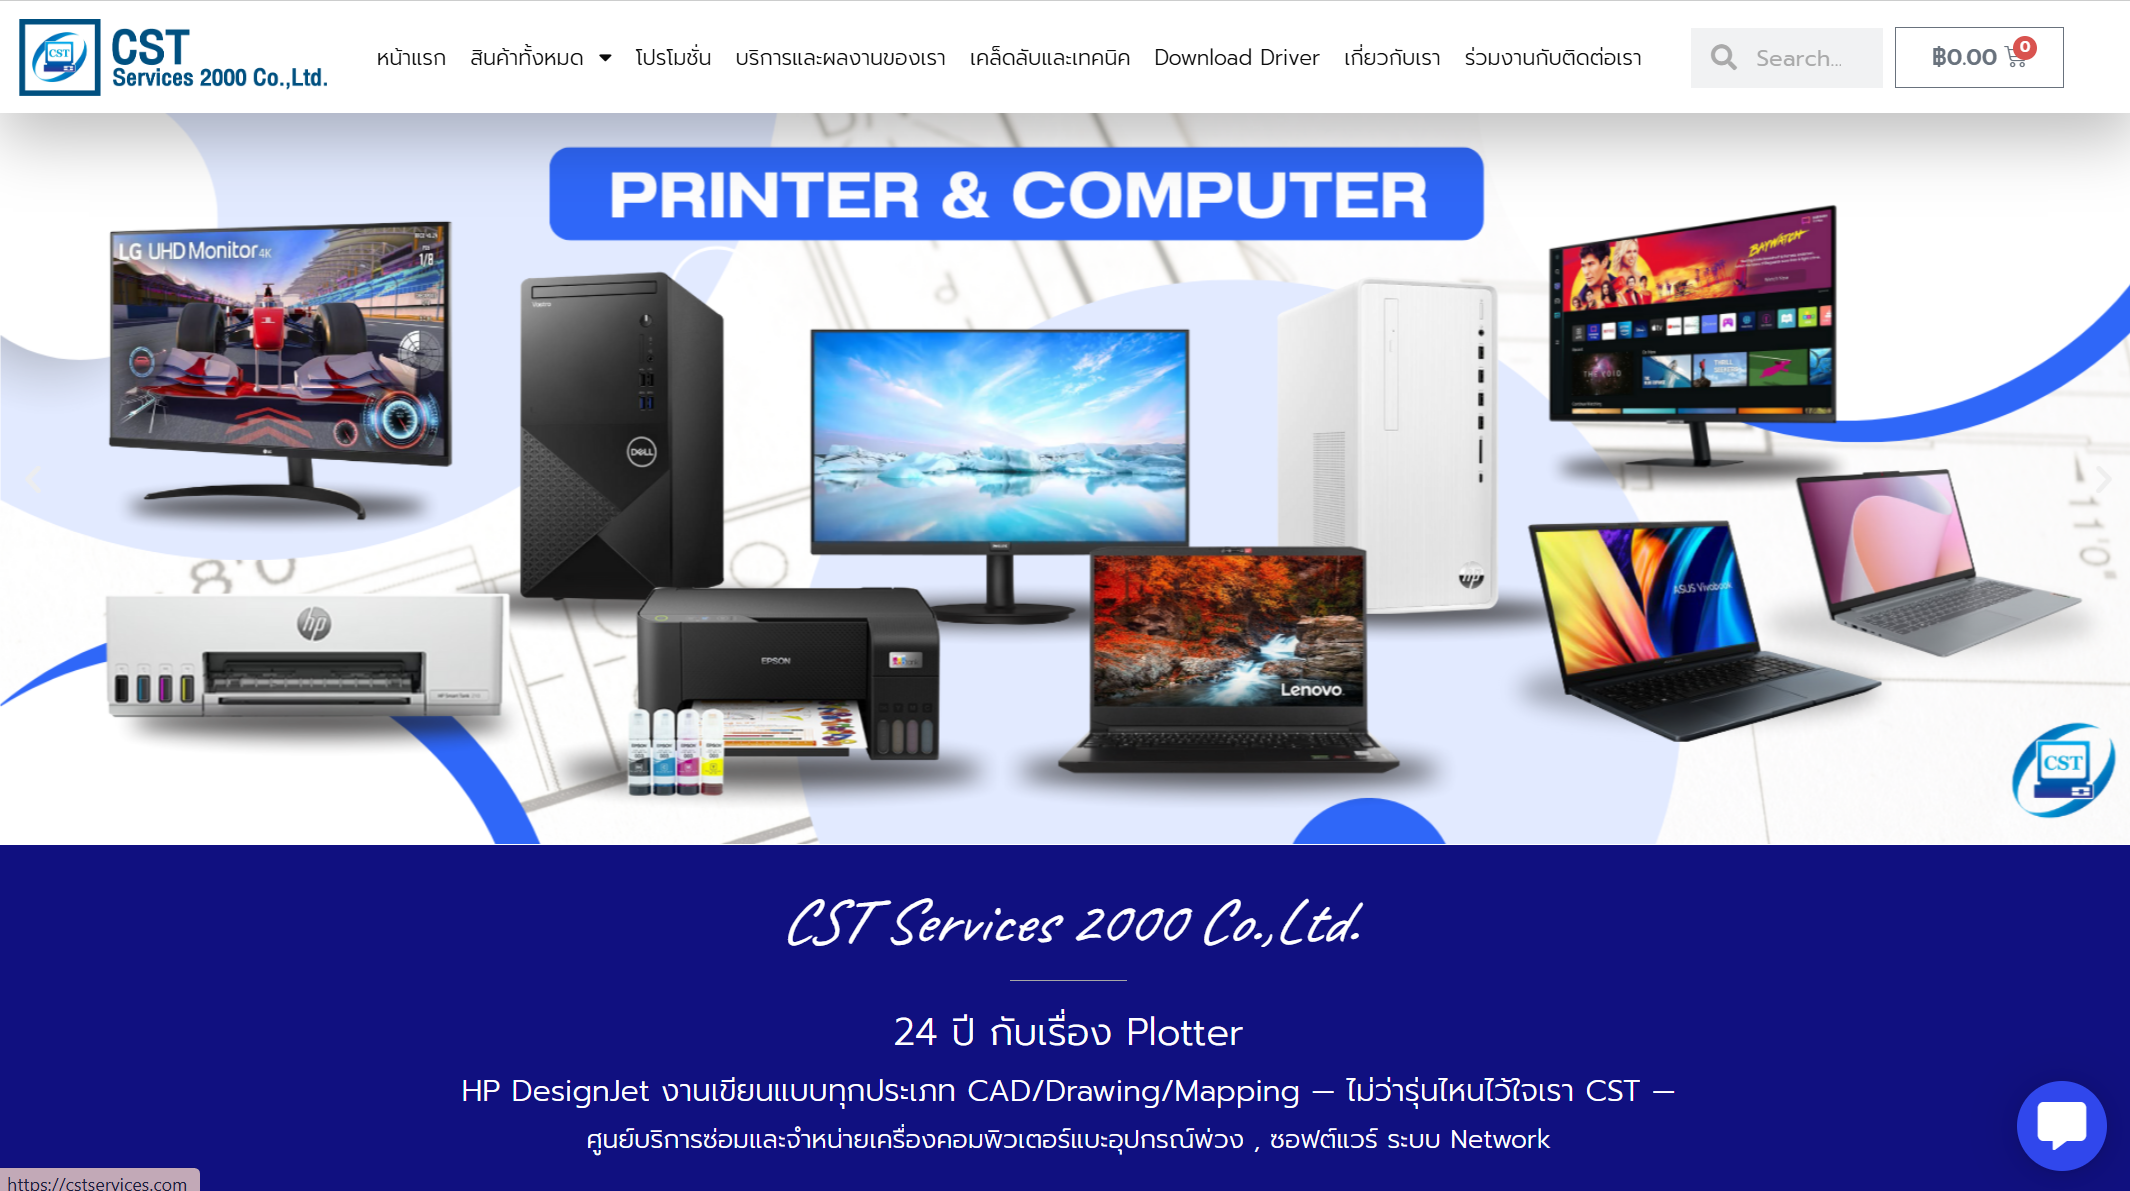 CST
CST
Services 2000 Co.,Ltd.
หน้าแรก สินค้าทั้งหมด โปรโมชั่น บริการและผลงานของเรา เคล็ดลับและเทคนิค Download Driver เกี่ยวกับเรา ร่วมงานกับติดต่อเรา
Search...
฿0.00 0
PRINTER & COMPUTER
LG UHD Monitor 4K
1/8
Vostro
DELL
BAYWATCH
THE VOID
hp
EPSON
Lenovo
hp
ASUS Vivobook
CST
CST Services 2000 Co.,Ltd.
24 ปี กับเรื่อง Plotter
HP DesignJet งานเขียนแบบทุกประเภท CAD/Drawing/Mapping – ไม่ว่ารุ่นไหนไว้ใจเรา CST –
ศูนย์บริการซ่อมและจำหน่ายเครื่องคอมพิวเตอร์แบะอุปกรณ์พ่วง , ซอฟต์แวร์ ระบบ Network
https://cstservices.com